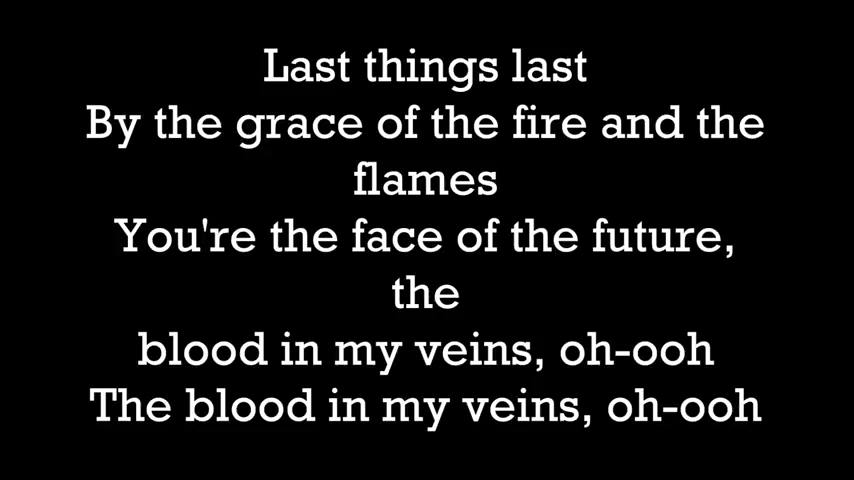 Last things last
By the grace of the fire and the
flames
You're the face of the future,
the
blood in my veins, oh-ooh
The blood in my veins, oh-ooh